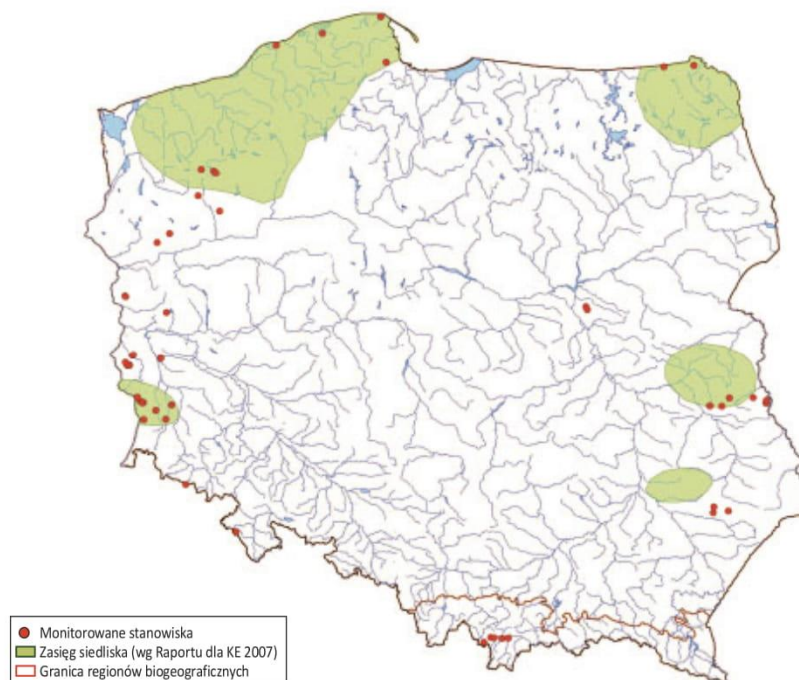 Monitorowane stanowiska
Zasięg siedliska (wg Raportu dla KE 2007)
Granica regionów biogeograficznych